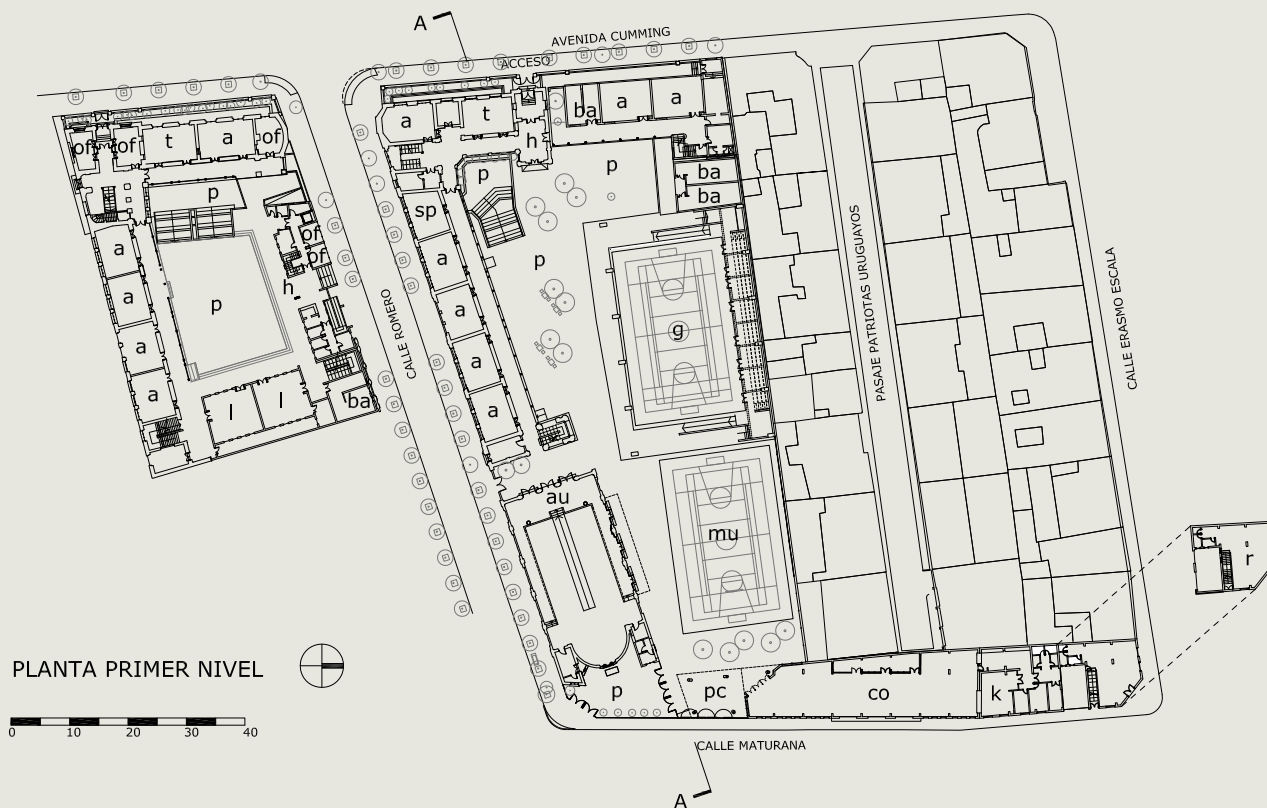 A
AVENIDA CUMMING
ACCESO
of
of
t
a
of
p
a
a
a
a
p
of
of
h
l
l
ba
CALLE ROMERO
a
t
h
ba
a
a
p
p
ba
ba
sp
a
a
a
a
p
g
mu
au
p
pc
co
k
r
PASAJE PATRIOTAS URUGUAYOS
CALLE ERASMO ESCALA
PLANTA PRIMER NIVEL
0 10 20 30 40
CALLE MATURANA
A